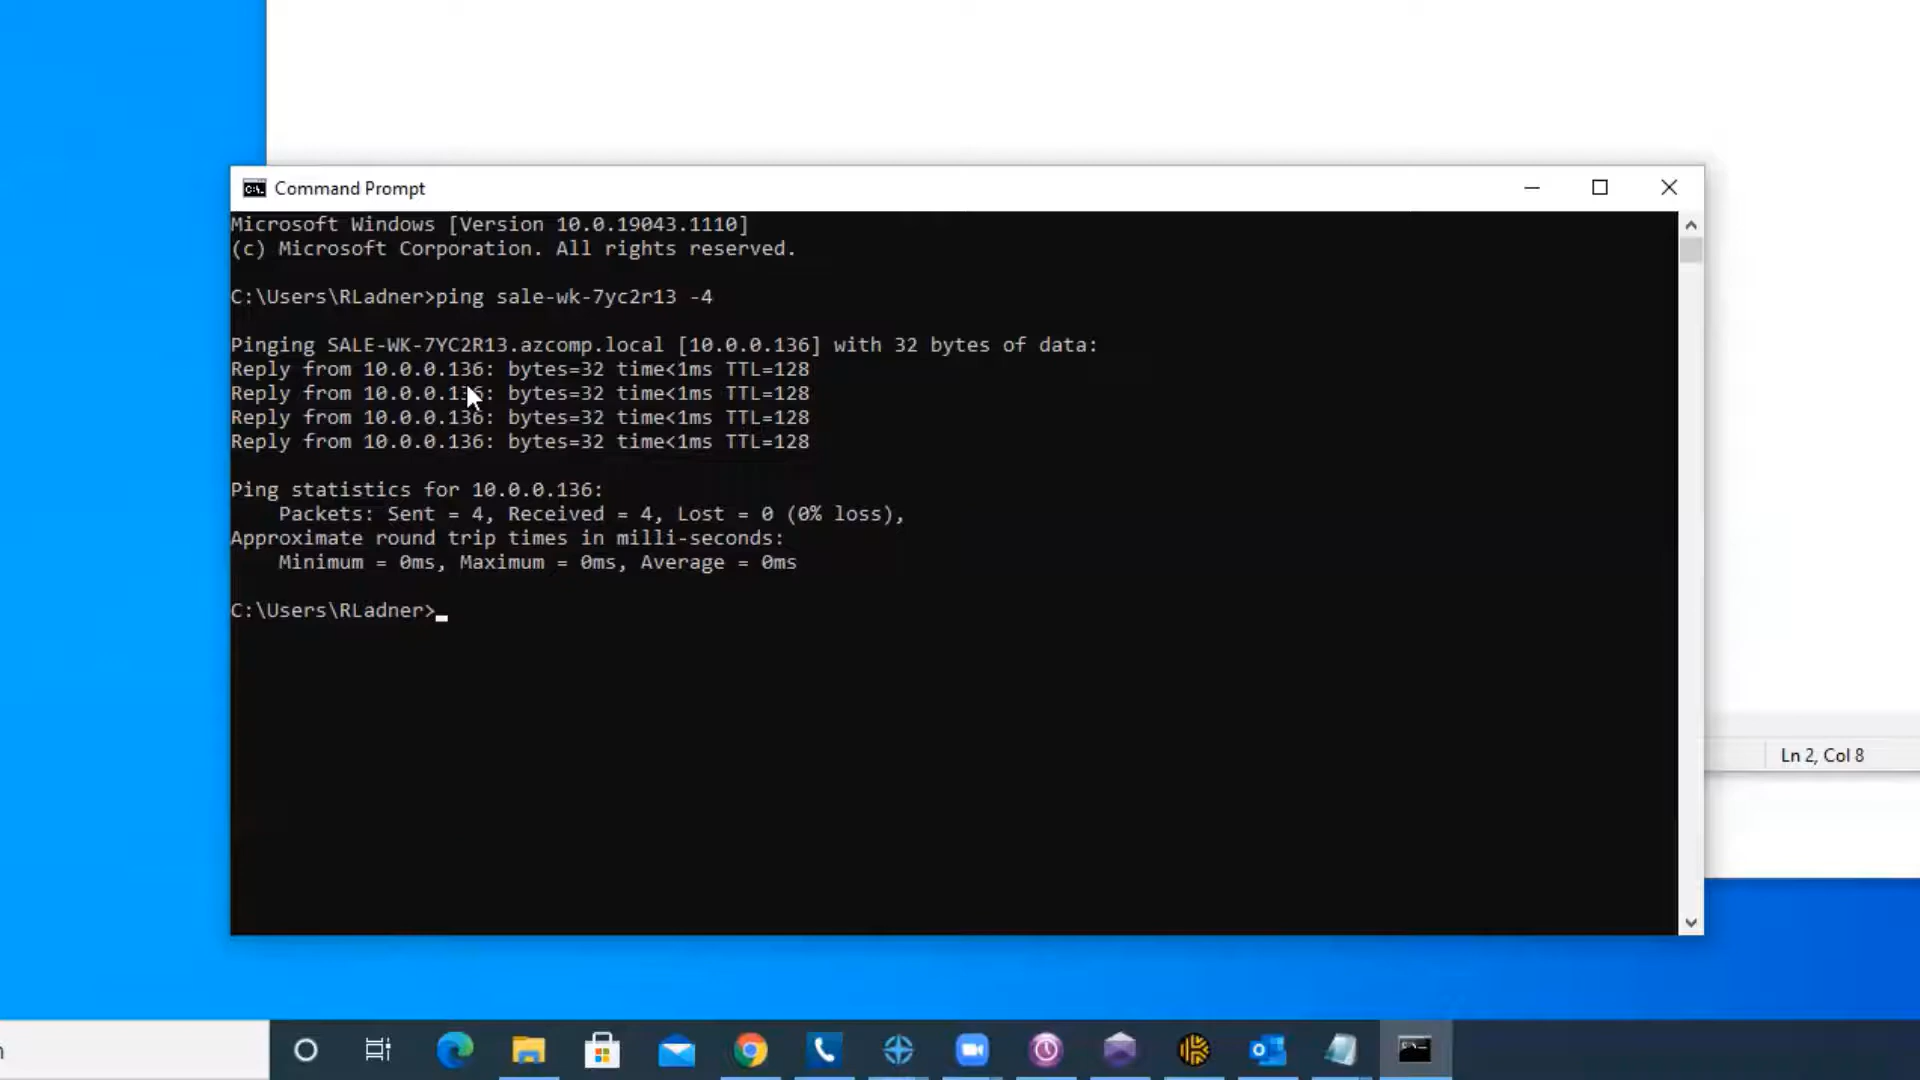 Command Prompt
Microsoft Windows [Version 10.0.19043.1110]
(c) Microsoft Corporation. All rights reserved.
C:\Users\RLadner>ping sale-wk-7yc2r13 -4
Pinging SALE-WK-7YC2R13.azcomp.local [10.0.0.136] with 32 bytes of data:
Reply from 10.0.0.136: bytes=32 time<1ms TTL=128
Reply from 10.0.0.136: bytes=32 time<1ms TTL=128
Reply from 10.0.0.136: bytes=32 time<1ms TTL=128
Reply from 10.0.0.136: bytes=32 time<1ms TTL=128
Ping statistics for 10.0.0.136:
Packets: Sent = 4, Received = 4, Lost = 0 (0% loss),
Approximate round trip times in milli-seconds:
Minimum = 0ms, Maximum = 0ms, Average = 0ms
C:\Users\RLadner>_
Ln 2, Col 8